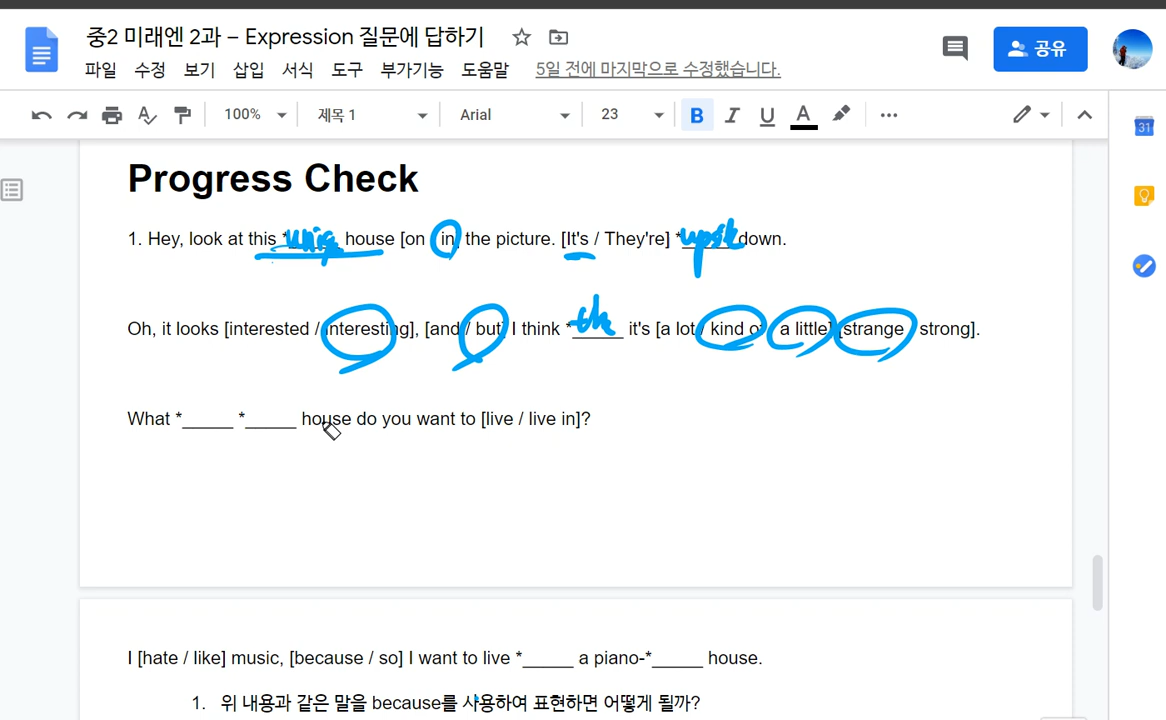 중2 미래엔 2과 – Expression 질문에 답하기
공유
파일 수정 보기 삽입 서식 도구 부가기능 도움말 5일 전에 마지막으로 수정했습니다.
100% 제목 1 Arial 23 B I U A
31
Progress Check
1. Hey, look at this *uniq house [on / in] the picture. [It's / They're] *_____ down.
Oh, it looks [interested / interesting], [and / but] I think *_____ it's [a lot / kind of / a little] [strange / strong].
What *_____ *_____ house do you want to [live / live in]?
I [hate / like] music, [because / so] I want to live *_____ a piano-*_____ house.
1. 위 내용과 같은 말을 because를 사용하여 표현하면 어떻게 될까?